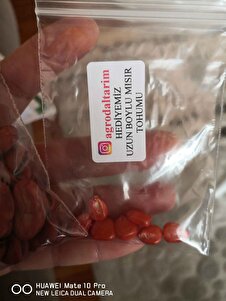 agrodaltarim
HEDİYEMİZ
UZUN BOYLU MISIR
TOHUMU
HUAWEI Mate 10 Pro
NEW LEICA DUAL CAMERA